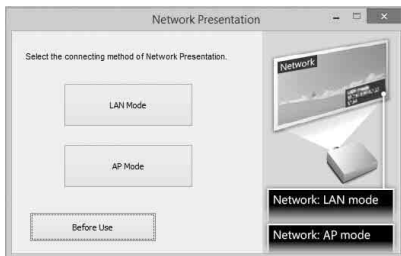 Network Presentation
Select the connecting method of Network Presentation.
LAN Mode
AP Mode
Before Use
Network
Network: LAN mode
Network: AP mode